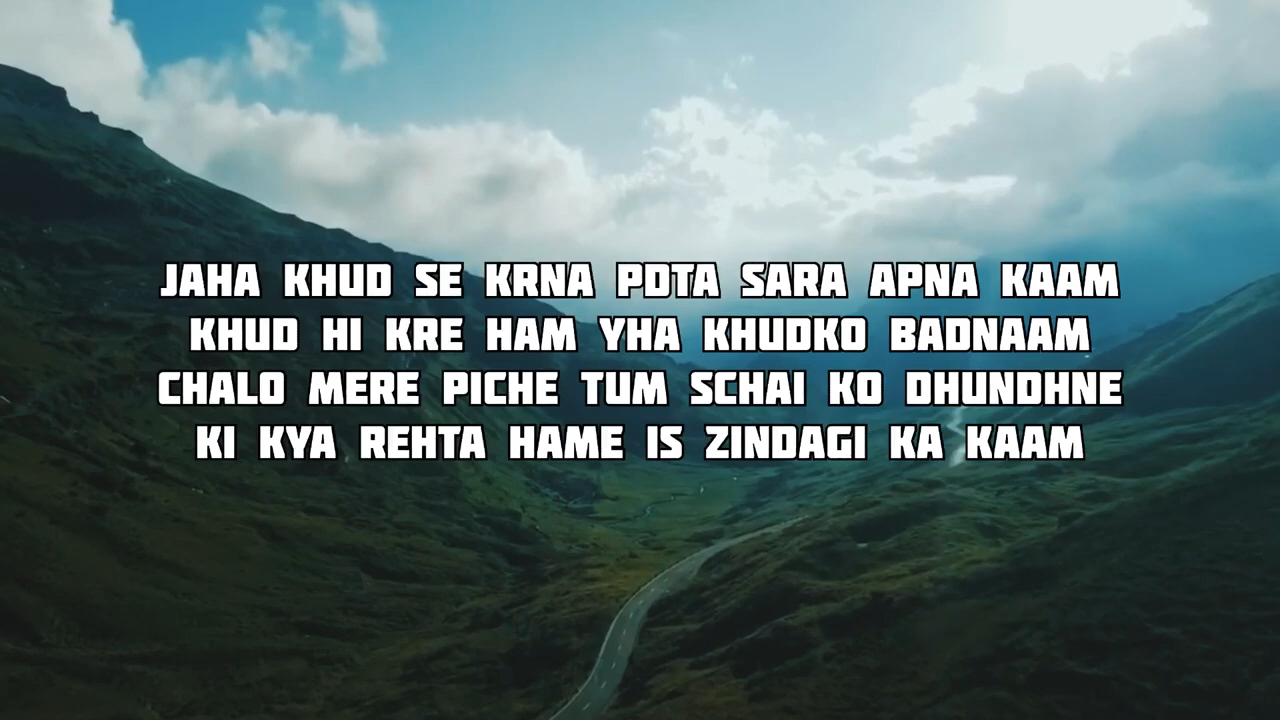 JAHA KHUD SE KRNA PDTA SARA APNA KAAM
KHUD HI KRE HAM YHA KHUDKO BADNAAM
CHALO MERE PICHE TUM SCHAI KO DHUNDHNE
KI KYA REHTA HAME IS ZINDAGI KA KAAM